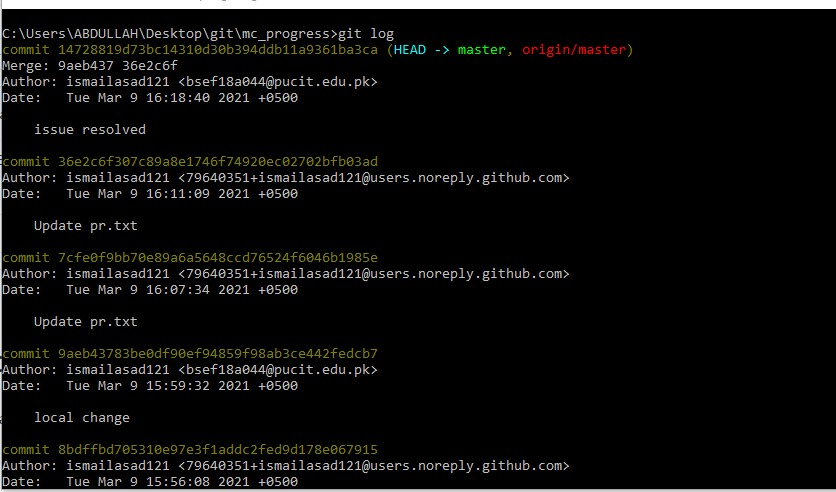 C:\Users\ABDULLAH\Desktop\git\mc_progress>git log
commit 14728819d73bc14310d30b394ddb11a9361ba3ca (HEAD -> master, origin/master)
Merge: 9aeb437 36e2c6f
Author: ismailasad121 <bsef18a044@pucit.edu.pk>
Date:   Tue Mar 9 16:18:40 2021 +0500
    issue resolved
commit 36e2c6f307c89a8e1746f74920ec02702bfb03ad
Author: ismailasad121 <79640351+ismailasad121@users.noreply.github.com>
Date:   Tue Mar 9 16:11:09 2021 +0500
    Update pr.txt
commit 7cfe0f9bb70e89a6a5648ccd76524f6046b1985e
Author: ismailasad121 <79640351+ismailasad121@users.noreply.github.com>
Date:   Tue Mar 9 16:07:34 2021 +0500
    Update pr.txt
commit 9aeb43783be0df90ef94859f98ab3ce442fedcb7
Author: ismailasad121 <bsef18a044@pucit.edu.pk>
Date:   Tue Mar 9 15:59:32 2021 +0500
    local change
commit 8bdffbd705310e97e3f1addc2fed9d178e067915
Author: ismailasad121 <79640351+ismailasad121@users.noreply.github.com>
Date:   Tue Mar 9 15:56:08 2021 +0500